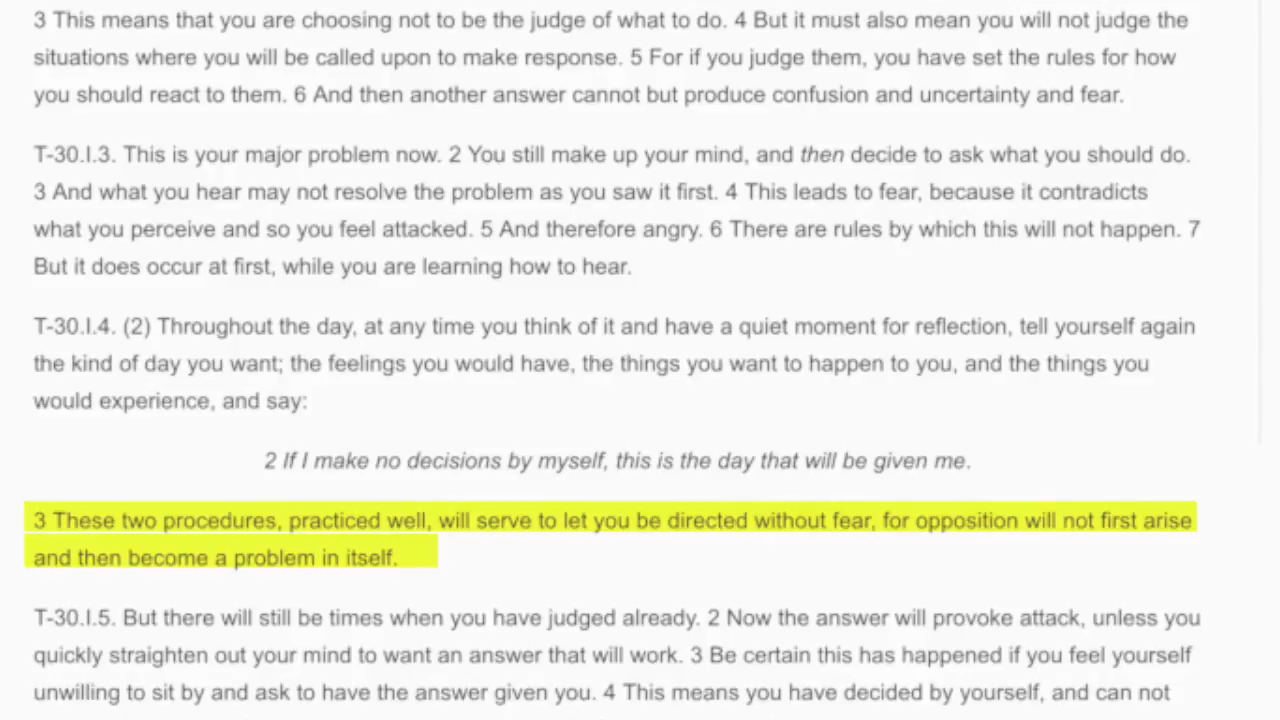 3 This means that you are choosing not to be the judge of what to do. 4 But it must also mean you will not judge the
situations where you will be called upon to make response. 5 For if you judge them, you have set the rules for how
you should react to them. 6 And then another answer cannot but produce confusion and uncertainty and fear.
T-30.I.3. This is your major problem now. 2 You still make up your mind, and then decide to ask what you should do.
3 And what you hear may not resolve the problem as you saw it first. 4 This leads to fear, because it contradicts
what you perceive and so you feel attacked. 5 And therefore angry. 6 There are rules by which this will not happen. 7
But it does occur at first, while you are learning how to hear.
T-30.I.4. (2) Throughout the day, at any time you think of it and have a quiet moment for reflection, tell yourself again
the kind of day you want; the feelings you would have, the things you want to happen to you, and the things you
would experience, and say:
2 If I make no decisions by myself, this is the day that will be given me.
3 These two procedures, practiced well, will serve to let you be directed without fear, for opposition will not first arise
and then become a problem in itself.
T-30.I.5. But there will still be times when you have judged already. 2 Now the answer will provoke attack, unless you
quickly straighten out your mind to want an answer that will work. 3 Be certain this has happened if you feel yourself
unwilling to sit by and ask to have the answer given you. 4 This means you have decided by yourself, and can not